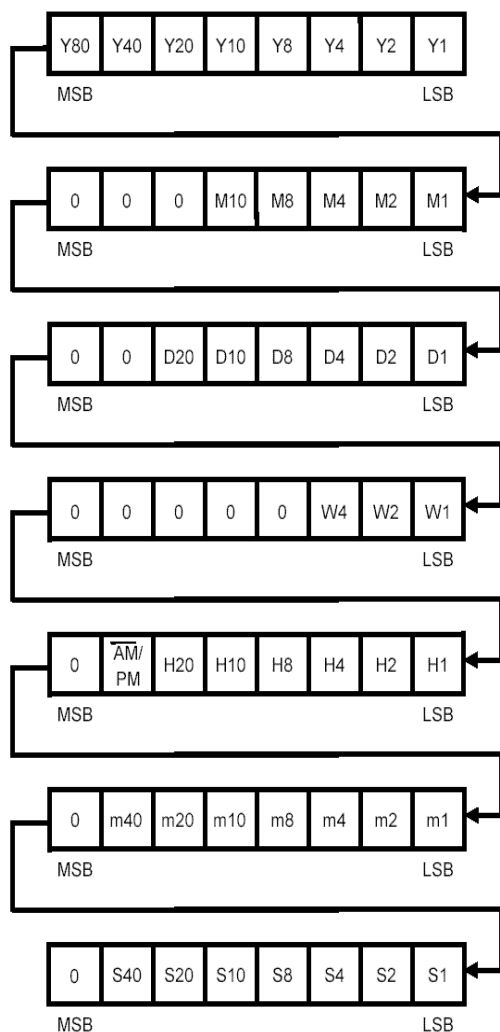 Y80 Y40 Y20 Y10 Y8 Y4 Y2 Y1
MSB LSB
0 0 0 M10 M8 M4 M2 M1
MSB LSB
0 0 D20 D10 D8 D4 D2 D1
MSB LSB
0 0 0 0 0 W4 W2 W1
MSB LSB
0 A̅M̅/ PM H20 H10 H8 H4 H2 H1
MSB LSB
0 m40 m20 m10 m8 m4 m2 m1
MSB LSB
0 S40 S20 S10 S8 S4 S2 S1
MSB LSB